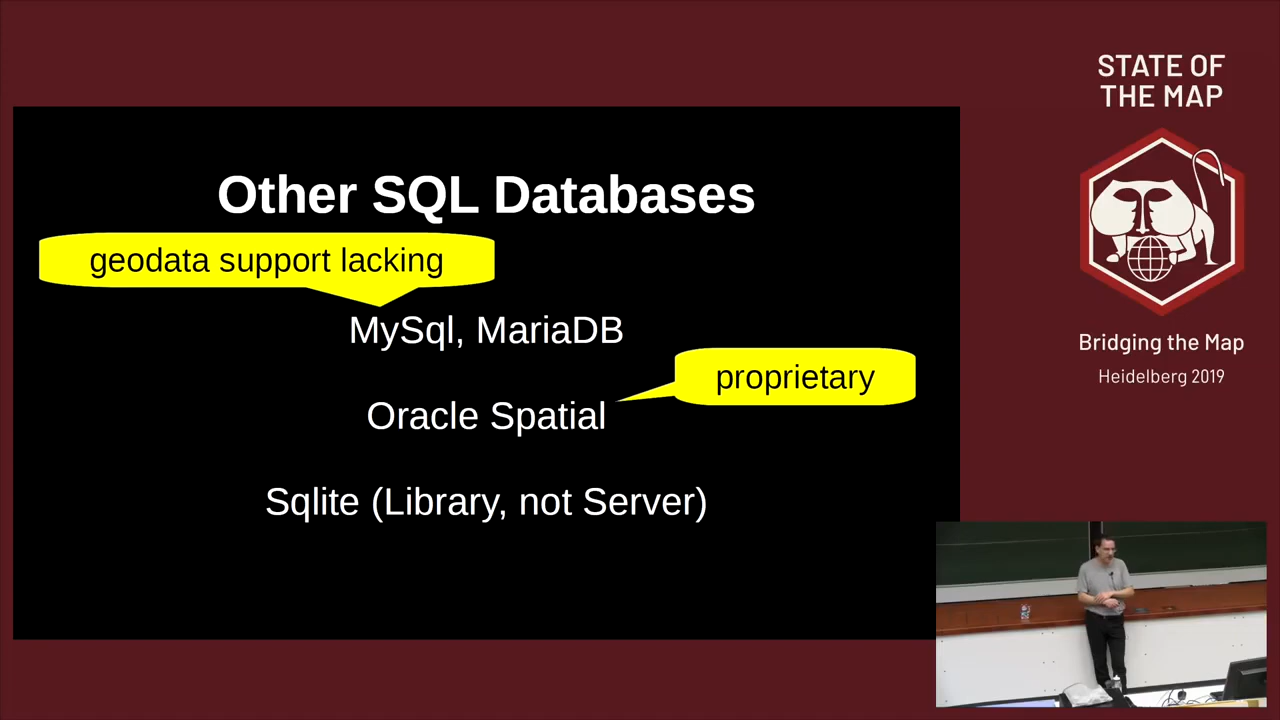 STATE OF
THE MAP
Other SQL Databases
geodata support lacking
MySql, MariaDB
proprietary
Oracle Spatial
Sqlite (Library, not Server)
Bridging the Map
Heidelberg 2019